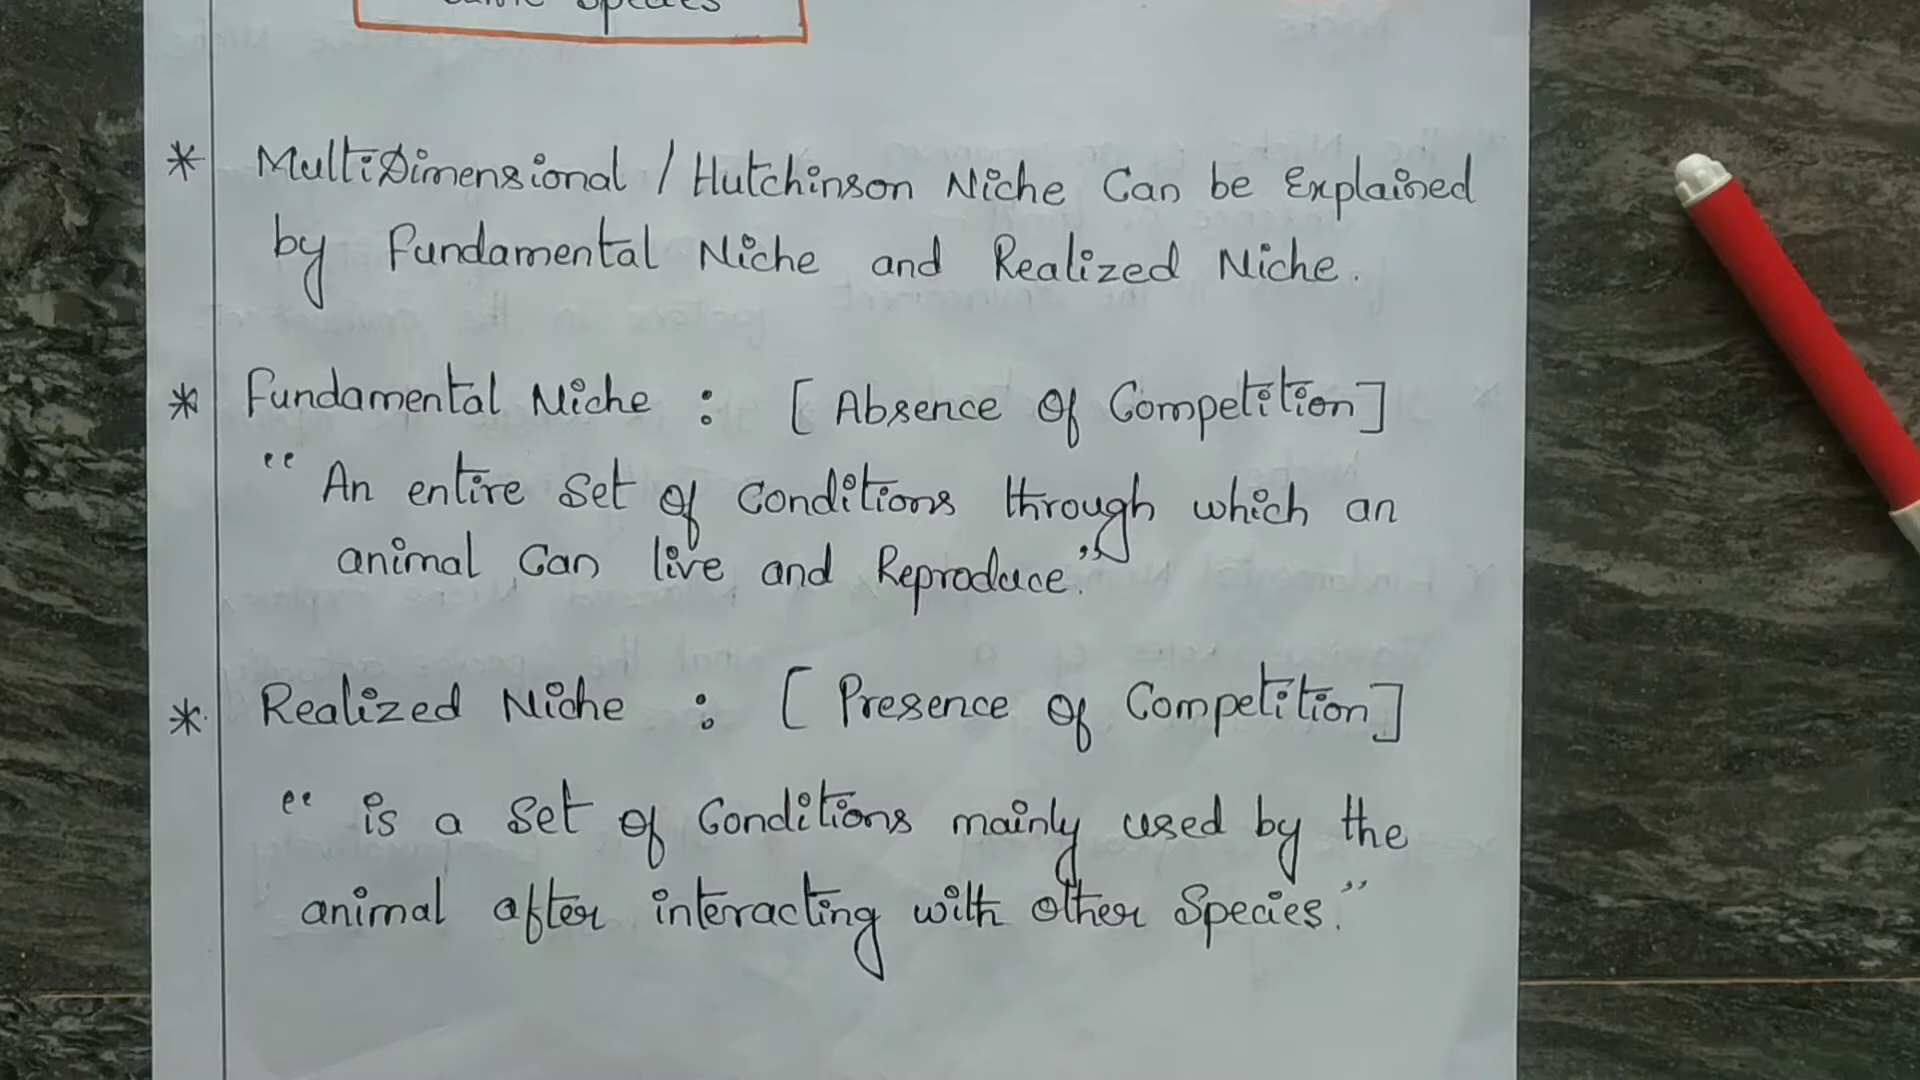 Species
* MultiDimensional / Hutchinson Niche Can be Explained
by Fundamental Niche and Realized Niche.
* Fundamental Niche : [ Absence Of Competition ]
" An entire Set Of Conditions through which an
animal Can live and Reproduce."
* Realized Niche : [ Presence Of Competition ]
" is a Set Of Conditions mainly used by the
animal after interacting with other Species."